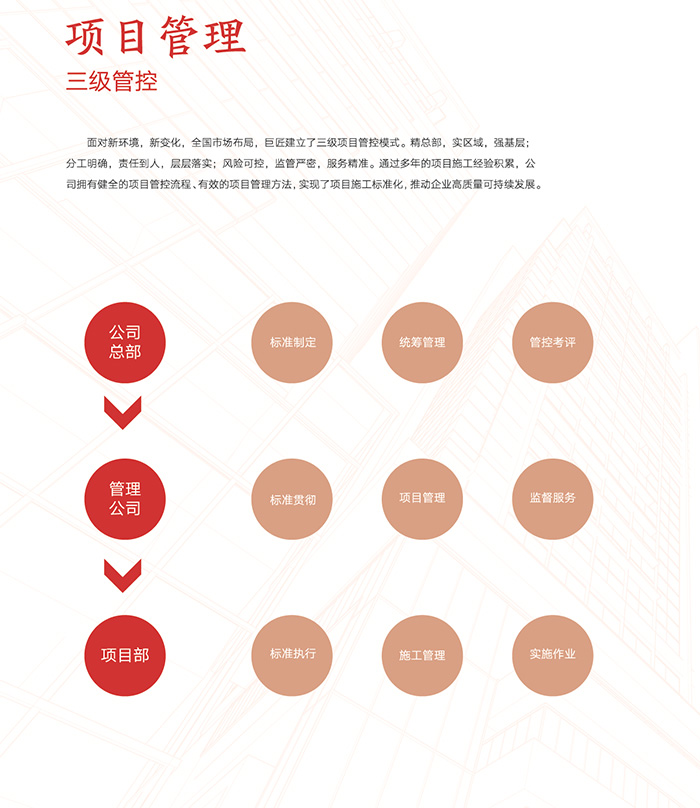 项目管理
三级管控
面对新环境，新变化，全国市场布局，巨匠建立了三级项目管控模式。精总部，实区域，强基层；
分工明确，责任到人，层层落实；风险可控，监管严密，服务精准。通过多年的项目施工经验积累，公
司拥有健全的项目管控流程、有效的项目管理方法，实现了项目施工标准化，推动企业高质量可持续发展。
公司
总部
标准制定
统筹管理
管控考评
管理
公司
标准贯彻
项目管理
监督服务
项目部
标准执行
施工管理
实施作业